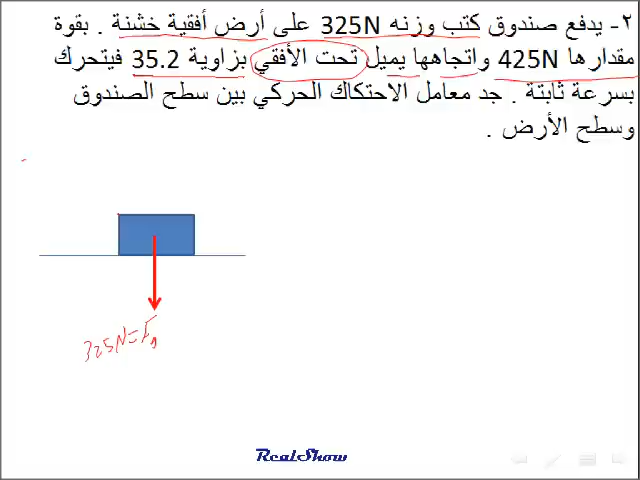 ٢- يدفع صندوق كتب وزنه 325N على أرض أفقية خشنة . بقوة
مقدارها 425N واتجاهها يميل تحت الأفقي بزاوية 35.2 فيتحرك
بسرعة ثابتة . جد معامل الاحتكاك الحركي بين سطح الصندوق
وسطح الأرض .
325N=Fg
RealShow